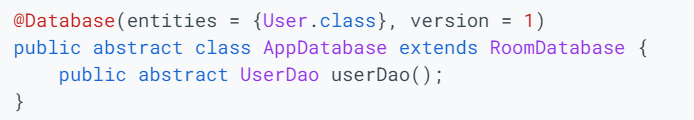 @Database(entities = {User.class}, version = 1)
public abstract class AppDatabase extends RoomDatabase {
    public abstract UserDao userDao();
}